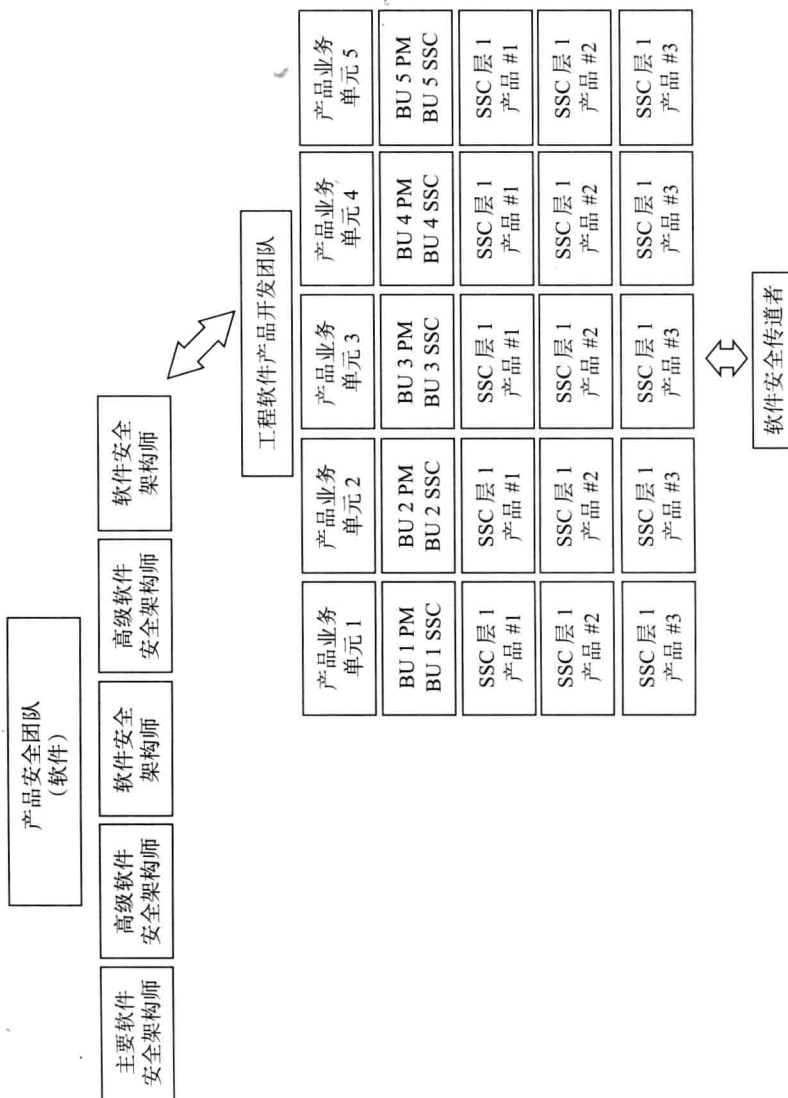 产品安全团队
（软件）
主要软件
安全架构师
高级软件
安全架构师
软件安全
架构师
高级软件
安全架构师
软件安全
架构师
工程软件产品开发团队
产品业务
单元 1
产品业务
单元 2
产品业务
单元 3
产品业务
单元 4
产品业务
单元 5
BU 1 PM
BU 1 SSC
BU 2 PM
BU 2 SSC
BU 3 PM
BU 3 SSC
BU 4 PM
BU 4 SSC
BU 5 PM
BU 5 SSC
SSC 层 1
产品 #1
SSC 层 1
产品 #1
SSC 层 1
产品 #1
SSC 层 1
产品 #1
SSC 层 1
产品 #1
SSC 层 1
产品 #2
SSC 层 1
产品 #2
SSC 层 1
产品 #2
SSC 层 1
产品 #2
SSC 层 1
产品 #2
SSC 层 1
产品 #3
SSC 层 1
产品 #3
SSC 层 1
产品 #3
SSC 层 1
产品 #3
SSC 层 1
产品 #3
软件安全传道者